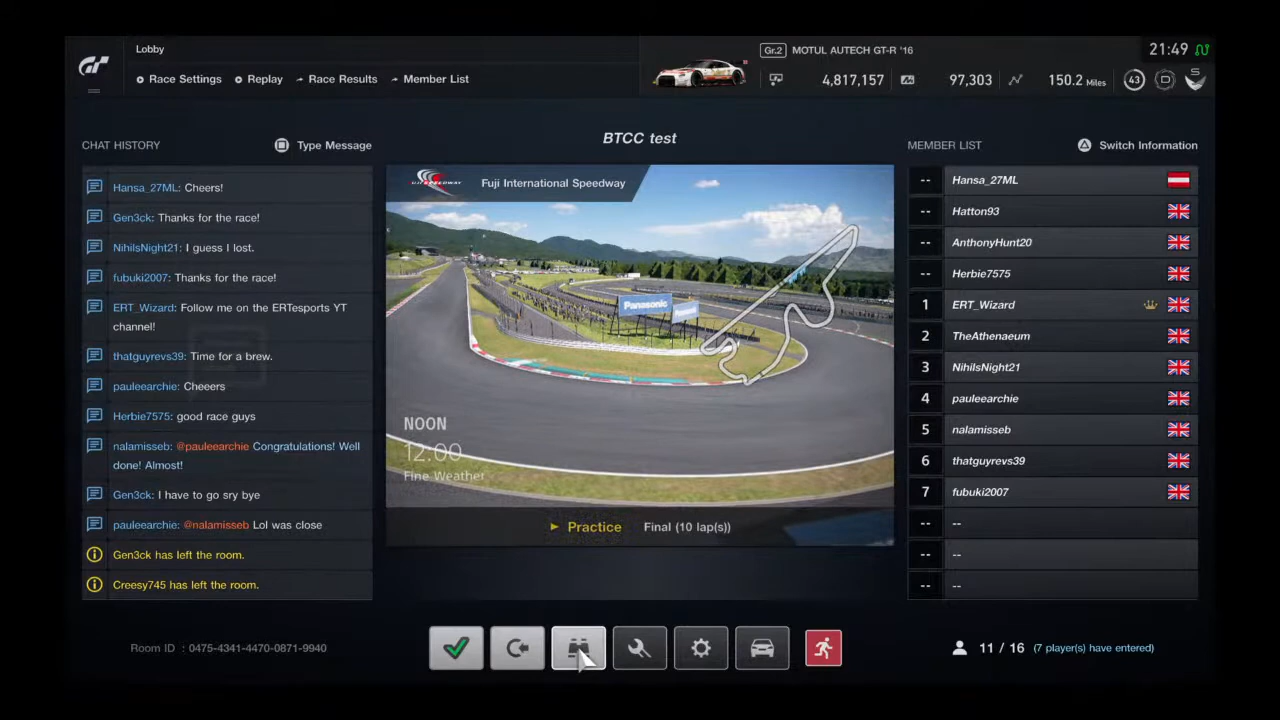 Lobby
Gr.2 MOTUL AUTECH GT-R '16
21:49
Race Settings Replay Race Results Member List
4,817,157 97,303 150.2 Miles 43 D S
CHAT HISTORY Type Message
BTCC test
MEMBER LIST Switch Information
Hansa_27ML: Cheers!
Gen3ck: Thanks for the race!
NihilsNight21: I guess I lost.
fubuki2007: Thanks for the race!
ERT_Wizard: Follow me on the ERTesports YT
channel!
thatguyrevs39: Time for a brew.
pauleearchie: Cheeers
Herbie7575: good race guys
nalamisseb: @pauleearchie Congratulations! Well
done! Almost!
Gen3ck: I have to go sry bye
pauleearchie: @nalamisseb Lol was close
Gen3ck has left the room.
Creesy745 has left the room.
FUJI SPEEDWAY
Fuji International Speedway
Panasonic
Panasonic
NOON
12:00
Fine Weather
Practice Final (10 lap(s))
-- Hansa_27ML
-- Hatton93
-- AnthonyHunt20
-- Herbie7575
1 ERT_Wizard
2 TheAthenaeum
3 NihilsNight21
4 pauleearchie
5 nalamisseb
6 thatguyrevs39
7 fubuki2007
-- --
-- --
-- --
Room ID : 0475-4341-4470-0871-9940
11 / 16 (7 player(s) have entered)